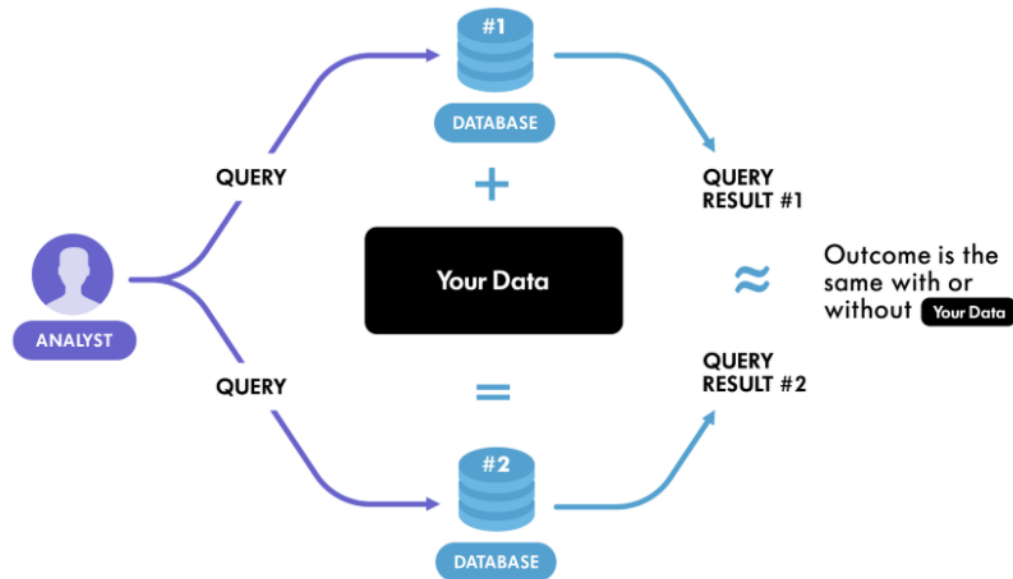 #1
DATABASE
QUERY
+
QUERY
RESULT #1
Your Data
≈
Outcome is the
same with or
without Your Data
ANALYST
QUERY
=
QUERY
RESULT #2
#2
DATABASE